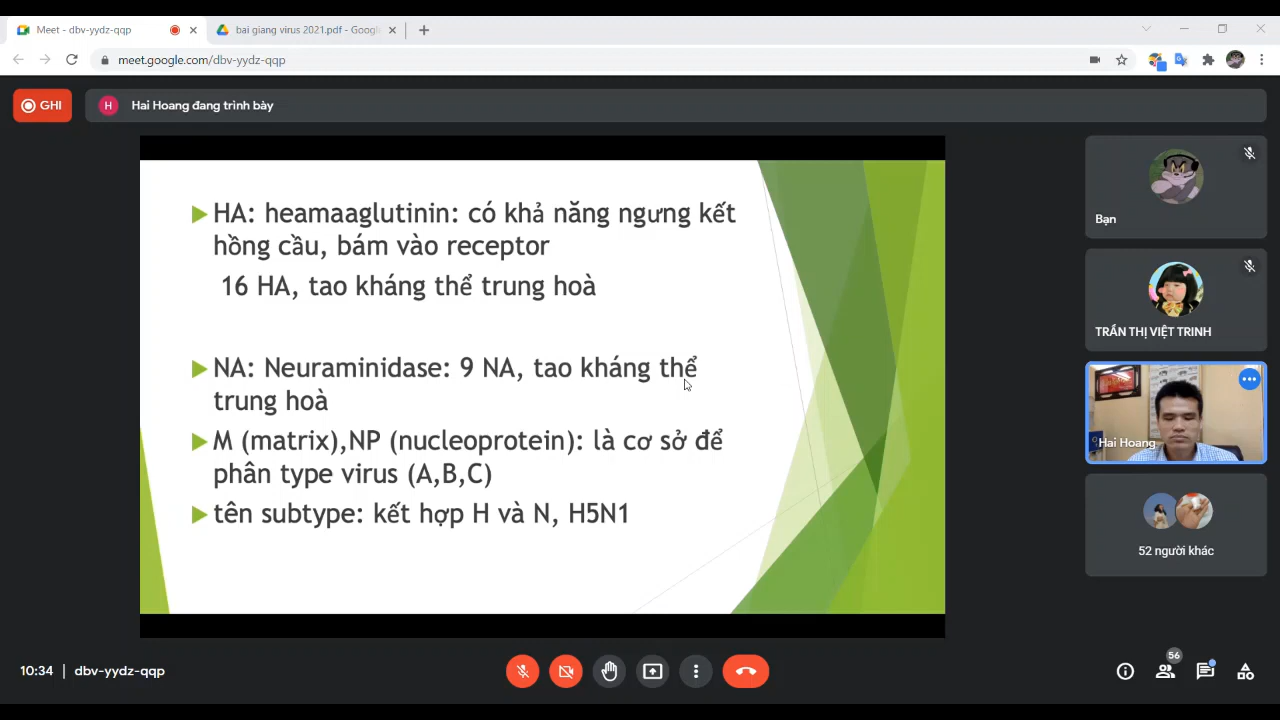 Meet - dbv-yydz-qqp
bai giang virus 2021.pdf - Goog
meet.google.com/dbv-yydz-qqp
GHI
H
Hai Hoang đang trình bày
HA: heamaaglutinin: có khả năng ngưng kết
hồng cầu, bám vào receptor
16 HA, tao kháng thể trung hoà
NA: Neuraminidase: 9 NA, tao kháng thể
trung hoà
M (matrix),NP (nucleoprotein): là cơ sở để
phân type virus (A,B,C)
tên subtype: kết hợp H và N, H5N1
Bạn
TRẦN THỊ VIỆT TRINH
Hai Hoang
52 người khác
10:34 | dbv-yydz-qqp
56